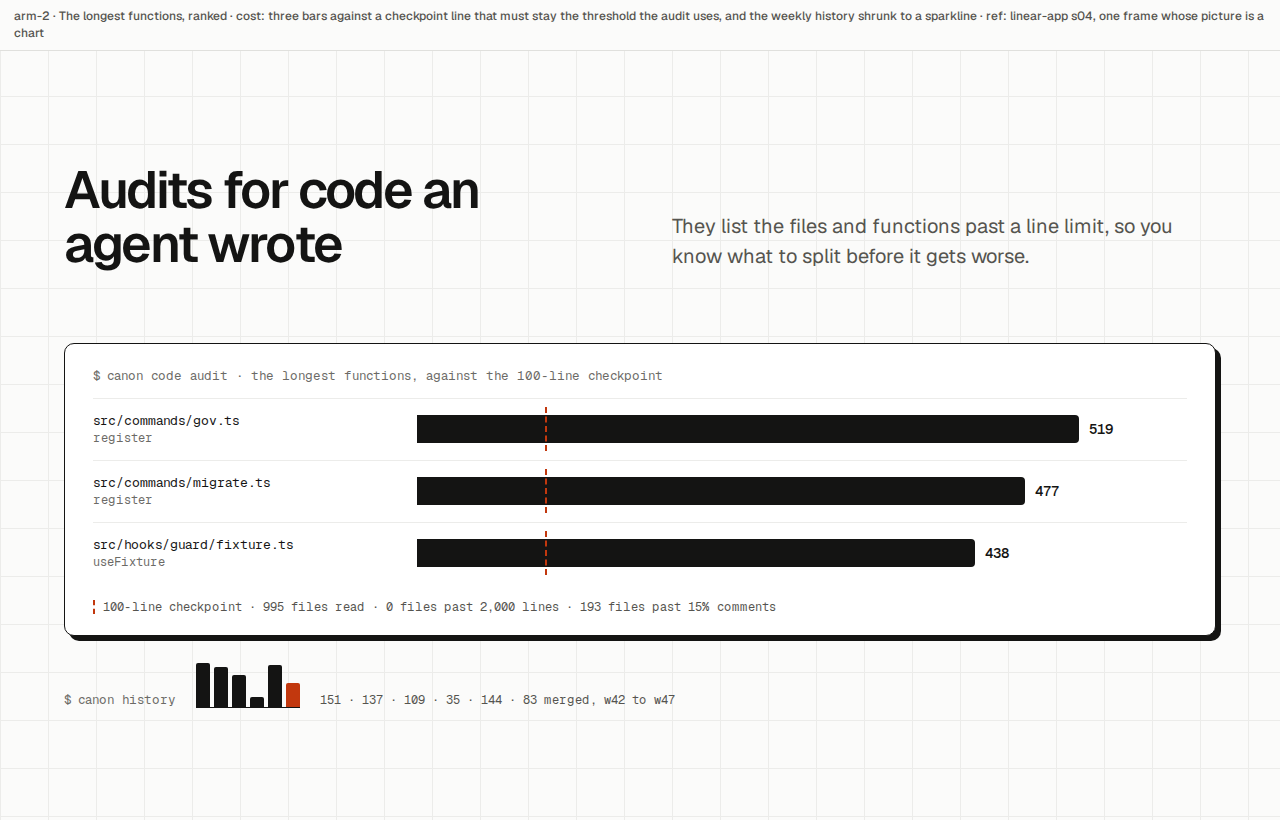 arm-2 · The longest functions, ranked · cost: three bars against a checkpoint line that must stay the threshold the audit uses, and the weekly history shrunk to a sparkline · ref: linear-app s04, one frame whose picture is a
chart
Audits for code an
agent wrote
They list the files and functions past a line limit, so you
know what to split before it gets worse.
$ canon code audit · the longest functions, against the 100-line checkpoint
src/commands/gov.ts
register
519
src/commands/migrate.ts
register
477
src/hooks/guard/fixture.ts
useFixture
438
100-line checkpoint · 995 files read · 0 files past 2,000 lines · 193 files past 15% comments
$ canon history
151 · 137 · 109 · 35 · 144 · 83 merged, w42 to w47